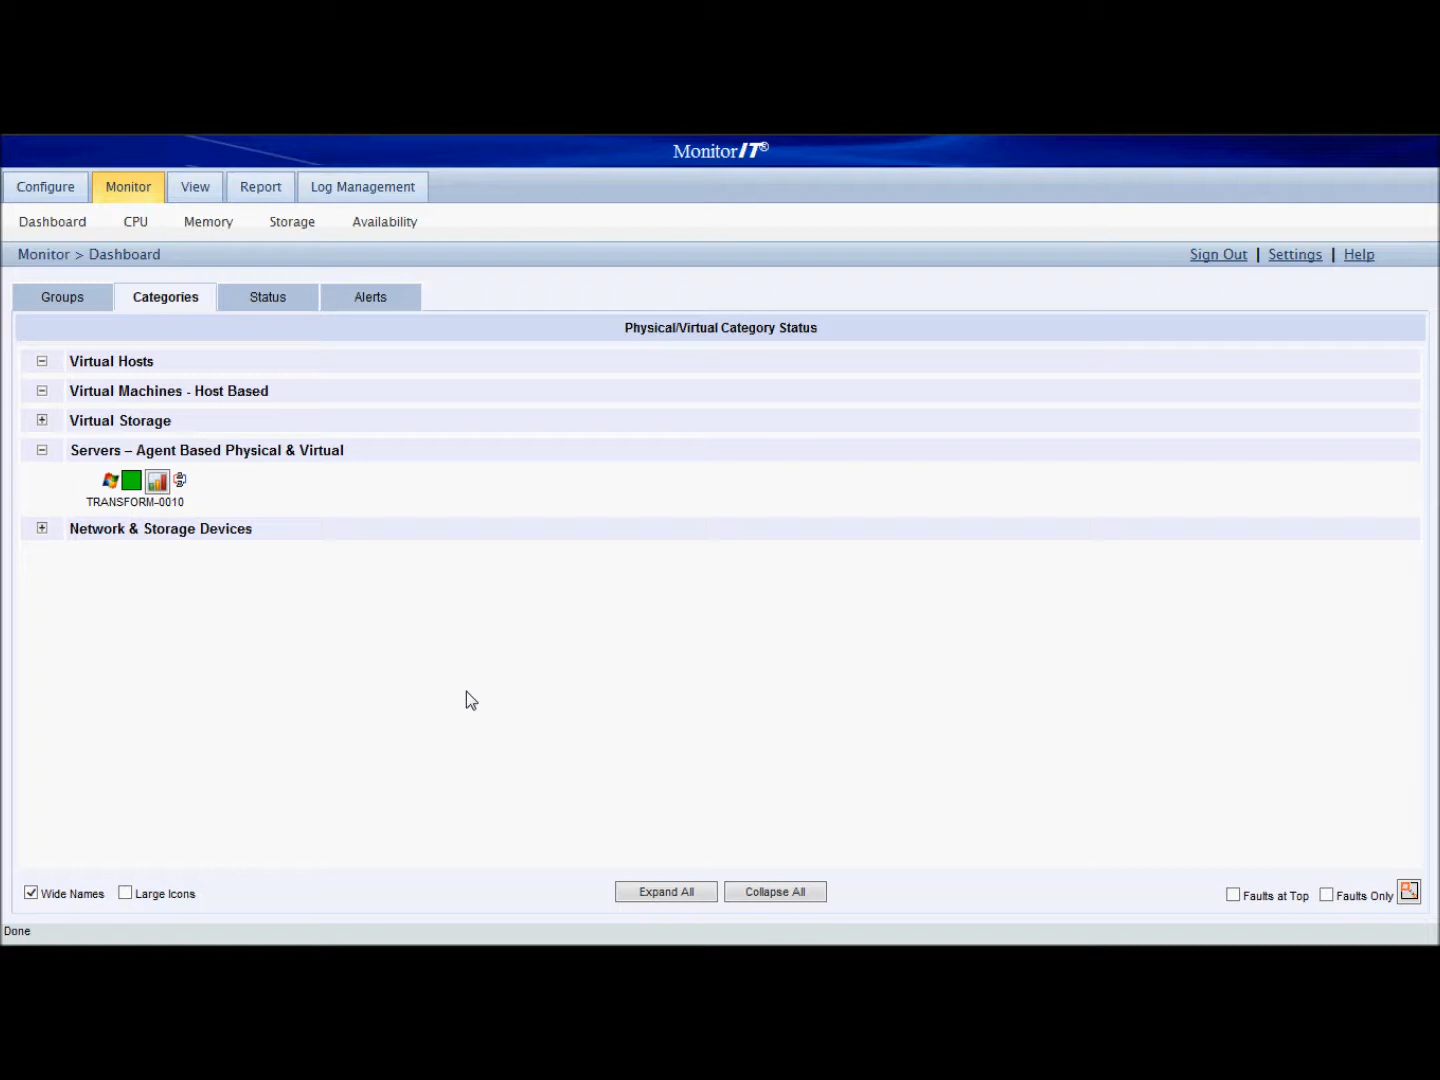 MonitorIT®
Configure Monitor View Report Log Management
Dashboard CPU Memory Storage Availability
Monitor > Dashboard Sign Out | Settings | Help
Groups Categories Status Alerts
Physical/Virtual Category Status
Virtual Hosts
Virtual Machines - Host Based
Virtual Storage
Servers – Agent Based Physical & Virtual
TRANSFORM-0010
Network & Storage Devices
Wide Names Large Icons Expand All Collapse All Faults at Top Faults Only
Done